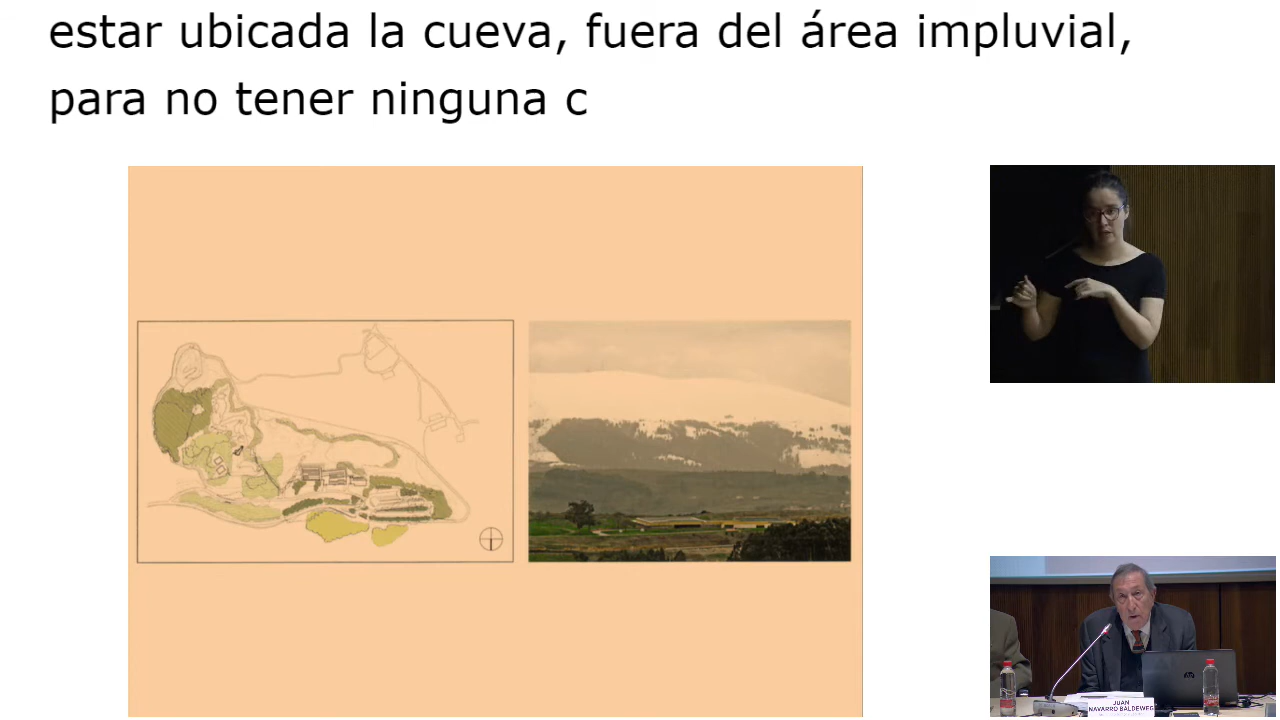 estar ubicada la cueva, fuera del área impluvial,
para no tener ninguna c
JUAN
NAVARRO BALDEWEG